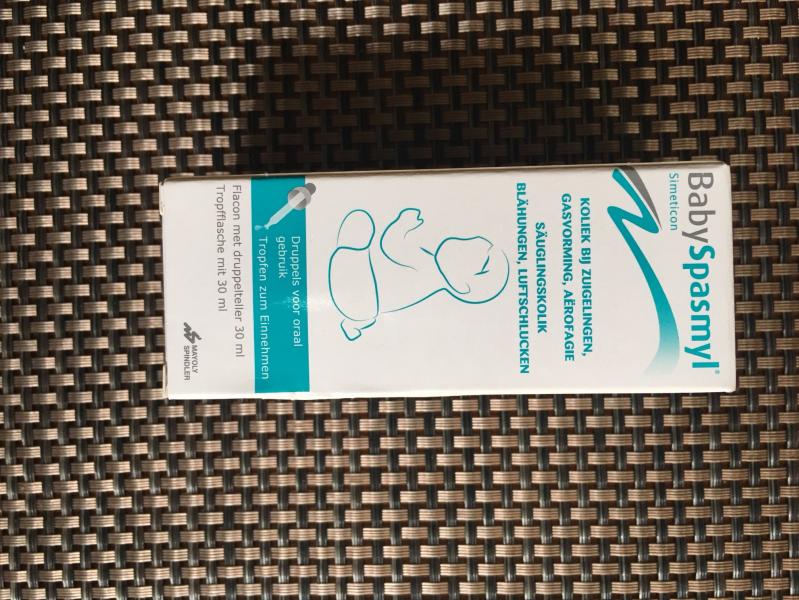 BabySpasmyl®
Simeticon
KOLIEK BIJ ZUIGELINGEN,
GASVORMING, AËROFAGIE
SÄUGLINGSKOLIK
BLÄHUNGEN, LUFTSCHLUCKEN
Druppels voor oraal
gebruik
Tropfen zum Einnehmen
Flacon met druppelteller 30 ml
Tropfflasche mit 30 ml
MAYOLY
SPINDLER